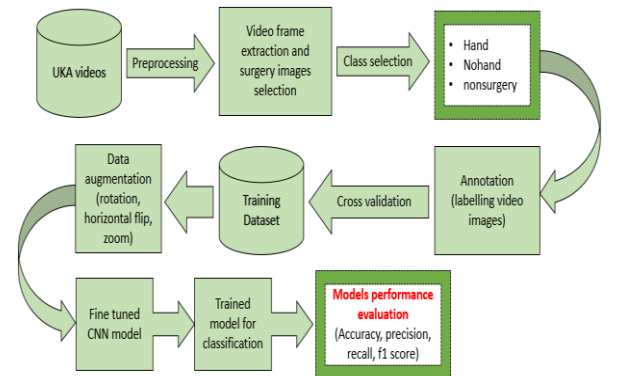 UKA videos
Preprocessing
Video frame
extraction and
surgery images
selection
Class selection
• Hand
• Nohand
• nonsurgery
Annotation
(labelling video
images)
Cross validation
Training
Dataset
Data
augmentation
(rotation,
horizontal flip,
zoom)
Fine tuned
CNN model
Trained
model for
classification
Models performance
evaluation
(Accuracy, precision,
recall, f1 score)